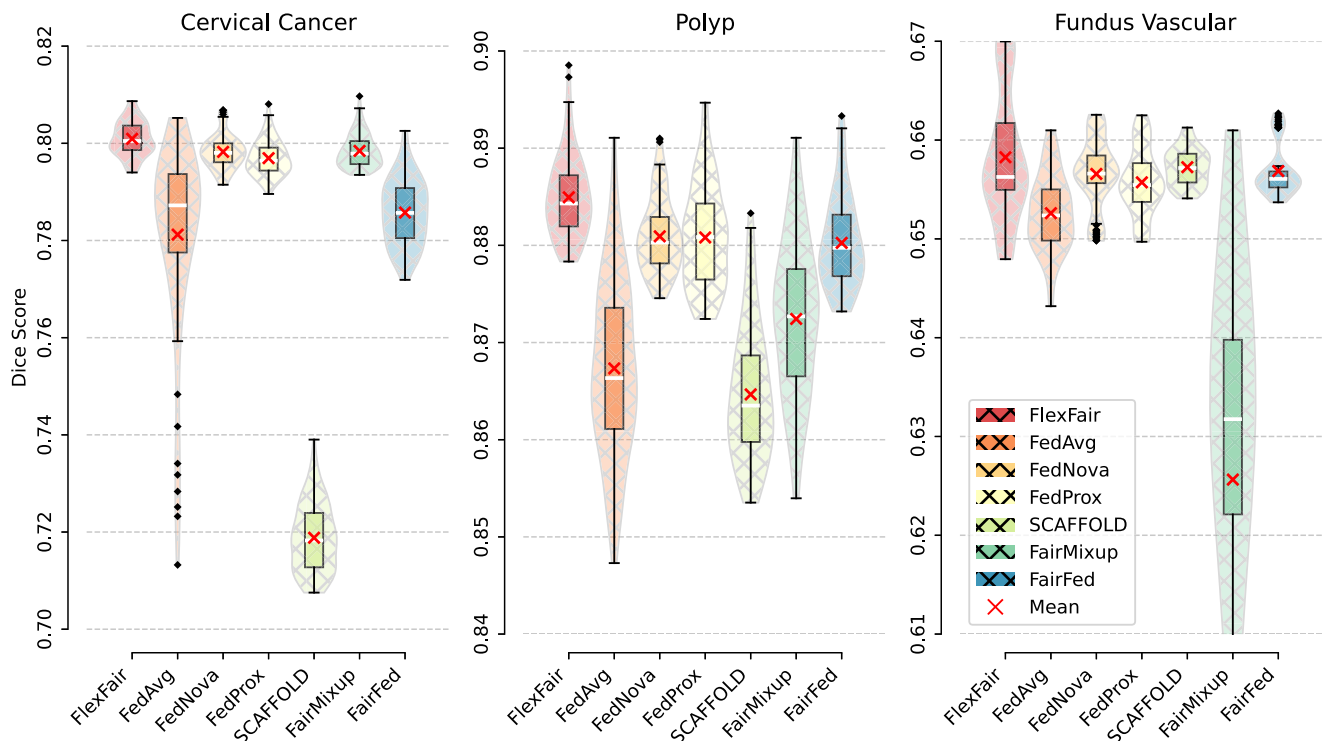 Cervical Cancer
Polyp
Fundus Vascular
Dice Score
0.82
0.80
0.78
0.76
0.74
0.72
0.70
0.90
0.89
0.88
0.87
0.86
0.85
0.84
0.67
0.66
0.65
0.64
0.63
0.62
0.61
FlexFair
FedAvg
FedNova
FedProx
SCAFFOLD
FairMixup
FairFed
Mean
FlexFair
FedAvg
FedNova
FedProx
SCAFFOLD
FairMixup
FairFed
FlexFair
FedAvg
FedNova
FedProx
SCAFFOLD
FairMixup
FairFed
FlexFair
FedAvg
FedNova
FedProx
SCAFFOLD
FairMixup
FairFed